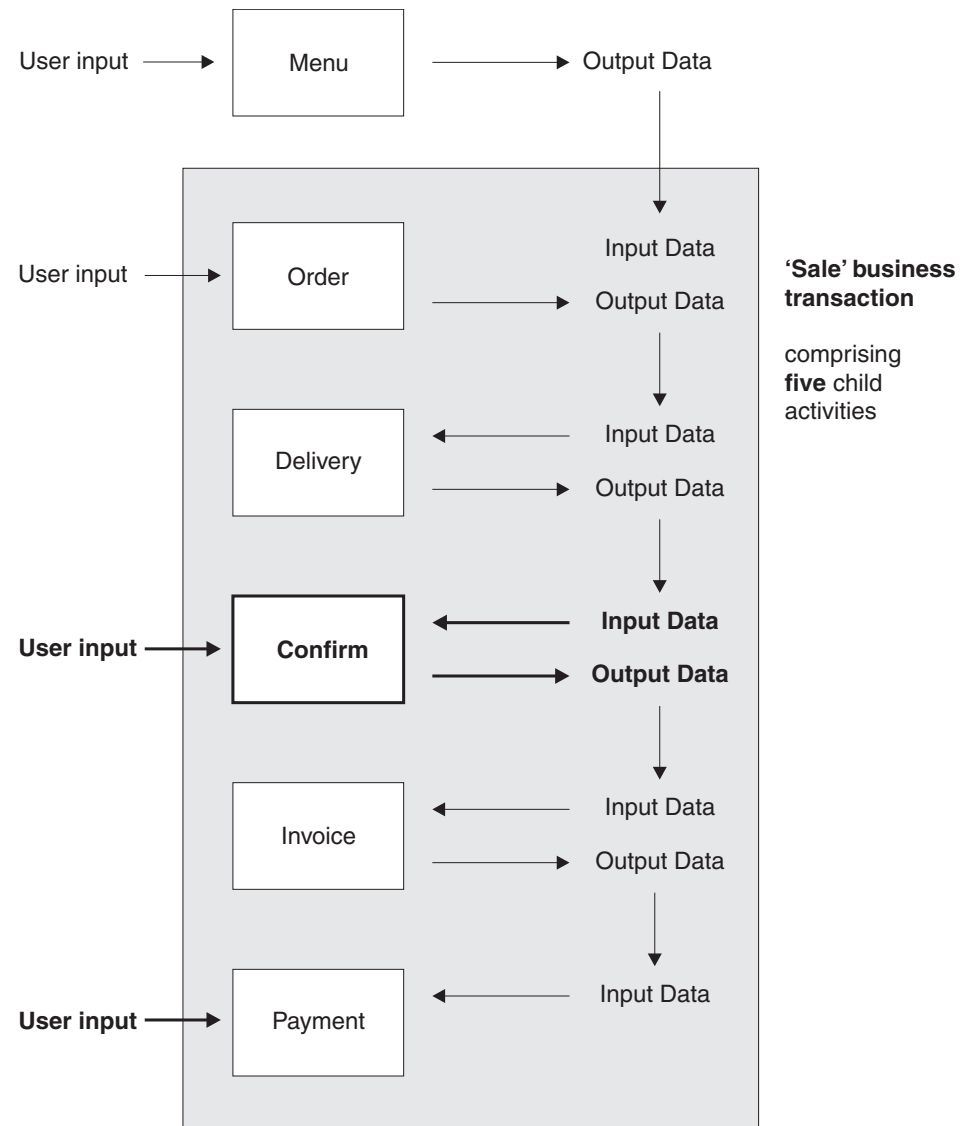 User input
Menu
Output Data
Input Data
User input
Order
Output Data
‘Sale’ business
transaction
comprising
five child
activities
Input Data
Delivery
Output Data
Input Data
User input
Confirm
Output Data
Input Data
Invoice
Output Data
Input Data
User input
Payment